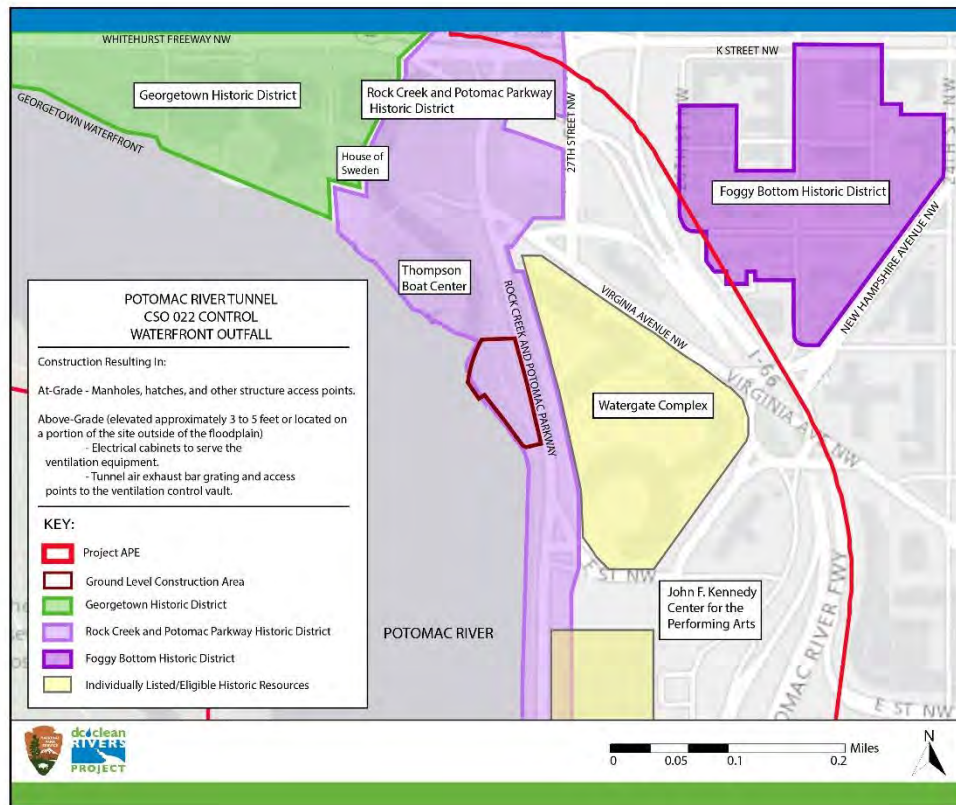 WHITEHURST FREEWAY NW
K STREET NW
Georgetown Historic District
Rock Creek and Potomac Parkway
Historic District
GEORGETOWN WATERFRONT
27TH STREET NW
24TH ST NW
House of
Sweden
Foggy Bottom Historic District
NEW HAMPSHIRE AVENUE NW
Thompson
Boat Center
ROCK CREEK AND POTOMAC PARKWAY
VIRGINIA AVENUE NW
I-66
VIRGINIA AVE NW
Watergate Complex
POTOMAC RIVER TUNNEL
CSO 022 CONTROL
WATERFRONT OUTFALL
Construction Resulting In:
At-Grade - Manholes, hatches, and other structure access points.
Above-Grade (elevated approximately 3 to 5 feet or located on
a portion of the site outside of the floodplain)
- Electrical cabinets to serve the
ventilation equipment.
- Tunnel air exhaust bar grating and access
points to the ventilation control vault.
KEY:
Project APE
Ground Level Construction Area
Georgetown Historic District
Rock Creek and Potomac Parkway Historic District
Foggy Bottom Historic District
Individually Listed/Eligible Historic Resources
E ST NW
John F. Kennedy
Center for the
Performing Arts
POTOMAC RIVER
OMAC RIVER FWY
E ST NW
dc clean
RIVERS
PROJECT
Miles
0 0.05 0.1 0.2
N